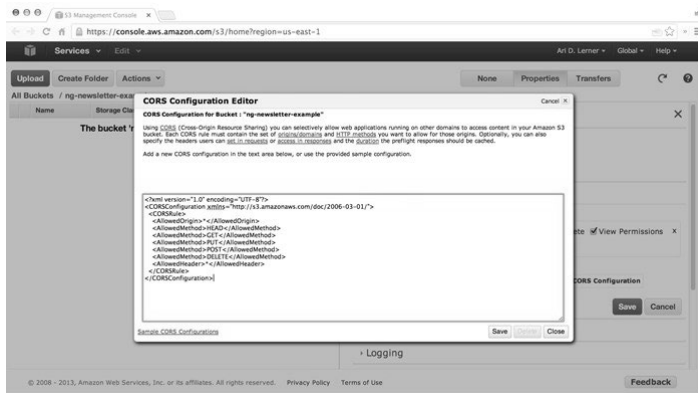 S3 Management Console
https://console.aws.amazon.com/s3/home?region=us-east-1
Services Edit Ari D. Lerner Global Help
Upload Create Folder Actions None Properties Transfers
All Buckets / ng-newsletter-exa
Name Storage Cla
The bucket 'n
CORS Configuration Editor Cancel
CORS Configuration for Bucket : "ng-newsletter-example"
Using CORS (Cross-Origin Resource Sharing) you can selectively allow web applications running on other domains to access content in your Amazon S3
bucket. Each CORS rule must contain the set of origins/domains and HTTP methods you want to allow for those origins. Optionally, you can also
specify the headers users can set in requests or access in responses and the duration the preflight responses should be cached.
Add a new CORS configuration in the text area below, or use the provided sample configuration.
<?xml version="1.0" encoding="UTF-8"?>
<CORSConfiguration xmlns="http://s3.amazonaws.com/doc/2006-03-01/">
<CORSRule>
<AllowedOrigin>*</AllowedOrigin>
<AllowedMethod>HEAD</AllowedMethod>
<AllowedMethod>GET</AllowedMethod>
<AllowedMethod>PUT</AllowedMethod>
<AllowedMethod>POST</AllowedMethod>
<AllowedMethod>DELETE</AllowedMethod>
<AllowedHeader>*</AllowedHeader>
</CORSRule>
</CORSConfiguration>
Sample CORS Configurations Save Delete Close
ete View Permissions x
CORS Configuration
Save Cancel
› Logging
© 2008 - 2013, Amazon Web Services, Inc. or its affiliates. All rights reserved. Privacy Policy Terms of Use Feedback